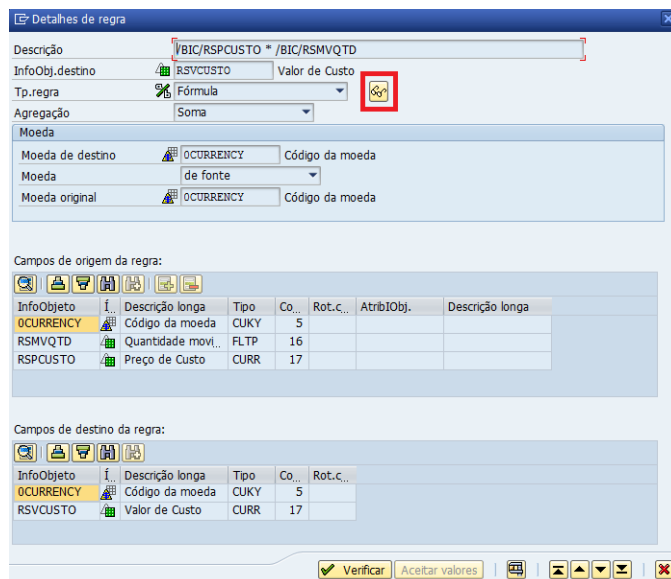 Detalhes de regra
Descrição /BIC/RSPCUSTO * /BIC/RSMVQTD
InfoObj.destino RSVCUSTO Valor de Custo
Tp.regra Fórmula
Agregação Soma
Moeda
Moeda de destino 0CURRENCY Código da moeda
Moeda de fonte
Moeda original 0CURRENCY Código da moeda
Campos de origem da regra:
InfoObjeto Í... Descrição longa Tipo Co... Rot.c... AtribIObj. Descrição longa
0CURRENCY Código da moeda CUKY 5
RSMVQTD Quantidade movi... FLTP 16
RSPCUSTO Preço de Custo CURR 17
Campos de destino da regra:
InfoObjeto Í... Descrição longa Tipo Co... Rot.c...
0CURRENCY Código da moeda CUKY 5
RSVCUSTO Valor de Custo CURR 17
Verificar Aceitar valores